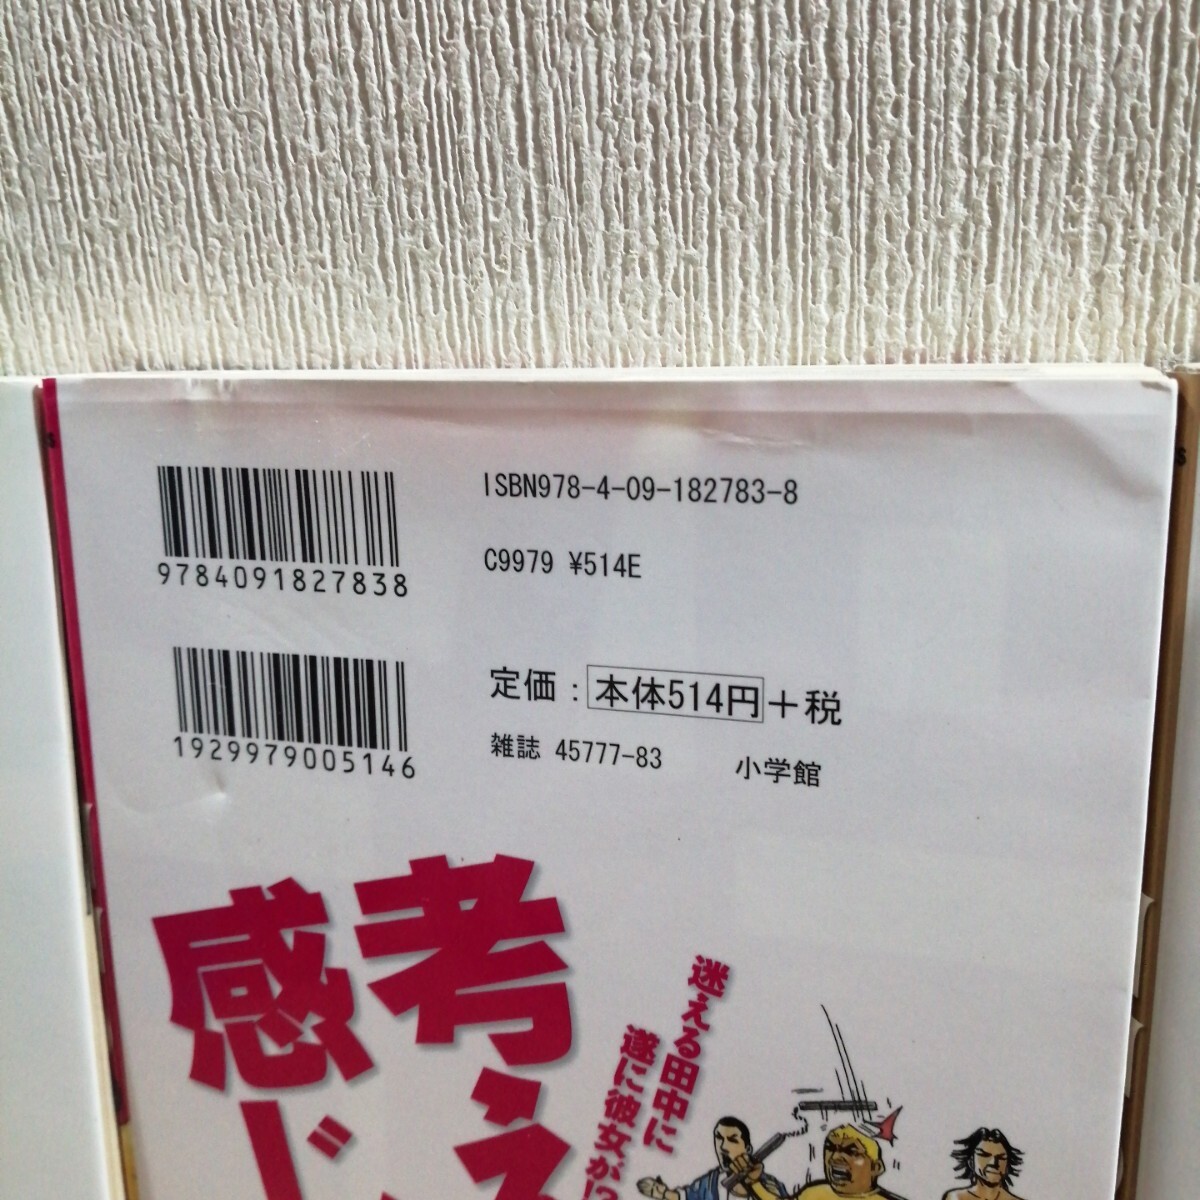 9784091827838
ISBN978-4-09-182783-8
C9979 ¥514E
1929979005146
定価：本体514円＋税
雑誌 45777-83
小学館
考え
感じ
迷える田中に
遂に彼女が!?